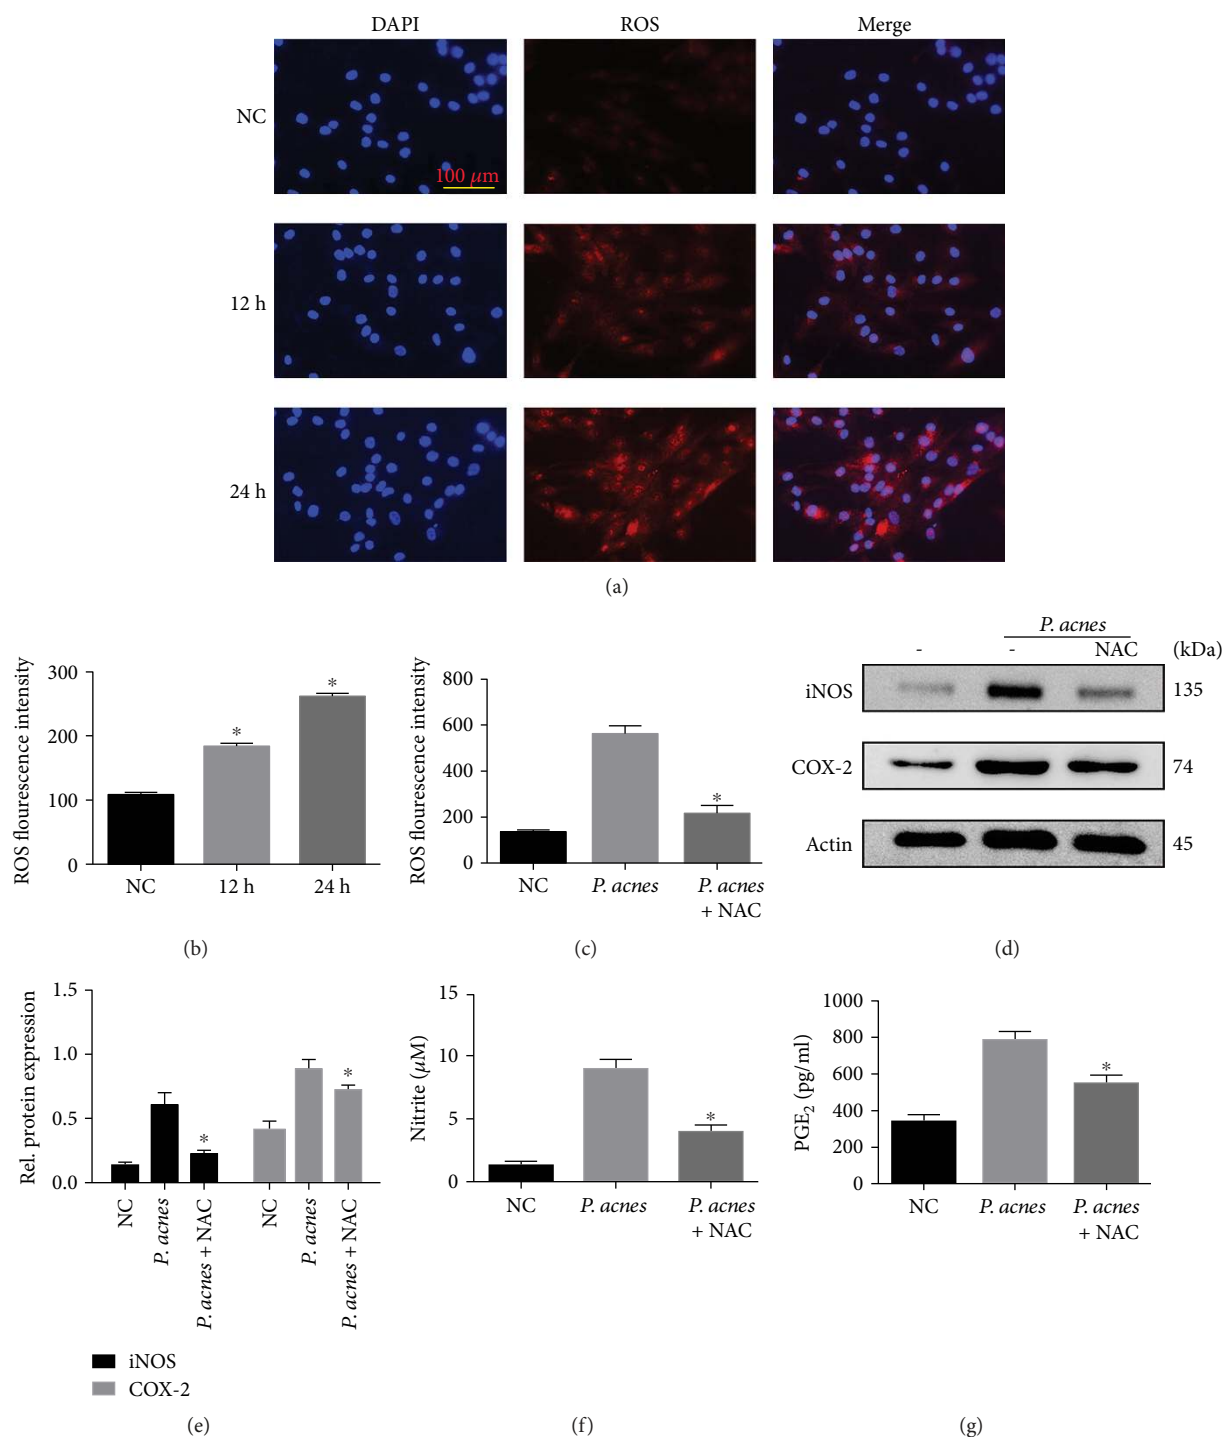 DAPI ROS Merge
NC
100 μm
12 h
24 h
(a)
ROS flourescence intensity
300
200
100
0
NC 12 h 24 h
(b)
ROS flourescence intensity
800
600
400
200
0
NC P. acnes P. acnes
+ NAC
* *
*
(c)
P. acnes
- - NAC (kDa)
iNOS 135
COX-2 74
Actin 45
(d)
Rel. protein expression
1.5
1.0
0.5
0.0
* *
NC P. acnes P. acnes + NAC NC P. acnes P. acnes + NAC
iNOS
COX-2
(e)
Nitrite (μM)
15
10
5
0
*
NC P. acnes P. acnes
+ NAC
(f)
PGE2 (pg/ml)
1000
800
600
400
200
0
*
NC P. acnes P. acnes
+ NAC
(g)